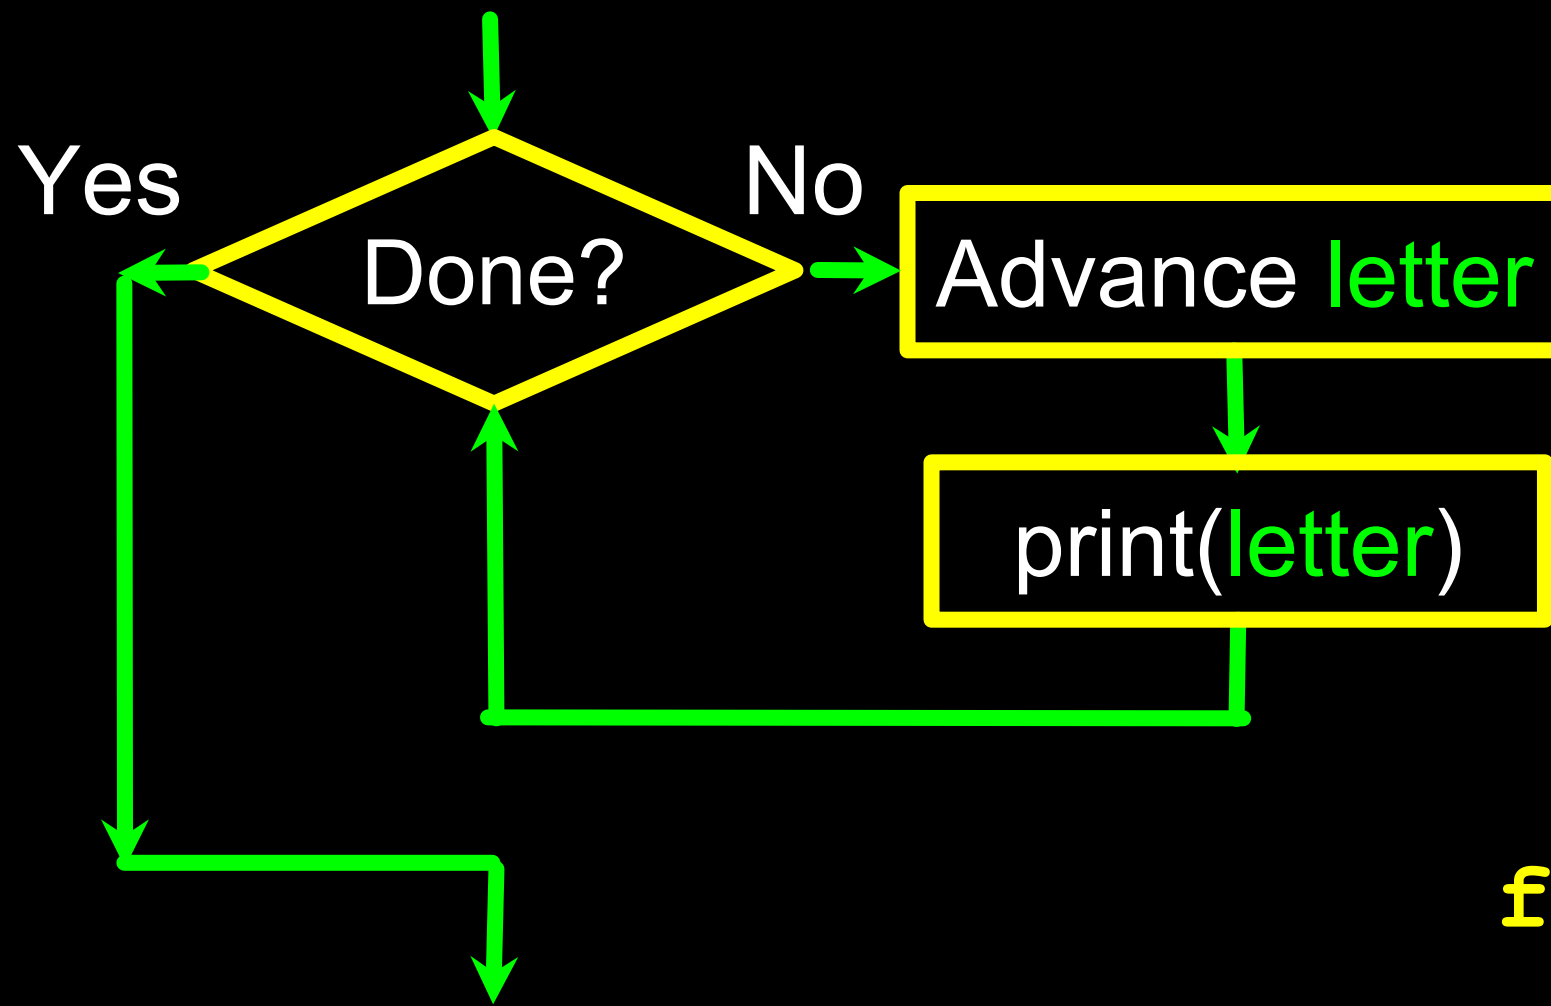 Yes
No
Done?
Advance letter
print(letter)
f